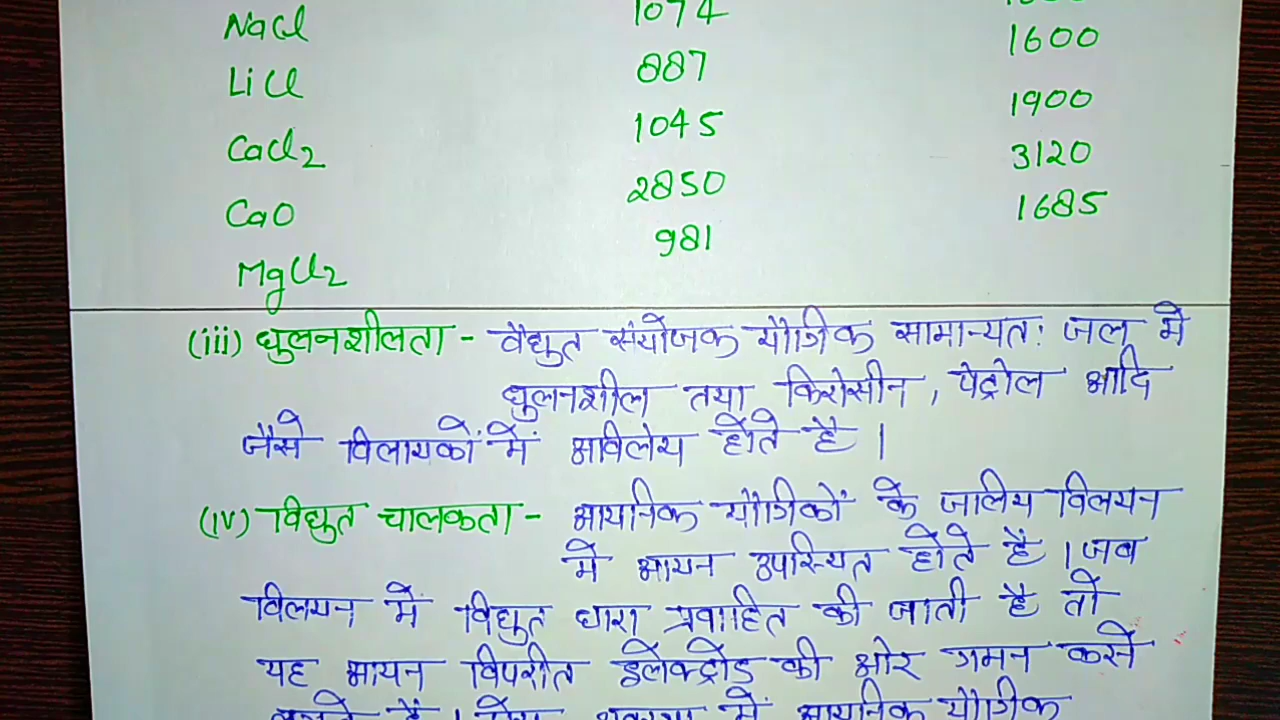 NaCl 1074
LiCl 887 1600
CaCl2 1045 1900
CaO 2850 3120
MgCl2 981 1685
(iii) घुलनशीलता - वैद्युत संयोजक यौगिक सामान्यतः जल में
घुलनशील तथा किरोसीन, पेट्रोल आदि
जैसे विलायकों में अविलेय होते है।
(iv) विद्युत चालकता - आयनिक यौगिकों के जालिय विलयन
में आयन उपस्थित होते है। जब
विलयन में विद्युत धारा प्रवाहित की जाती है तो
यह आयन विपरीत इलेक्ट्रोड की ओर गमन करने
में आयनिक यौगिक